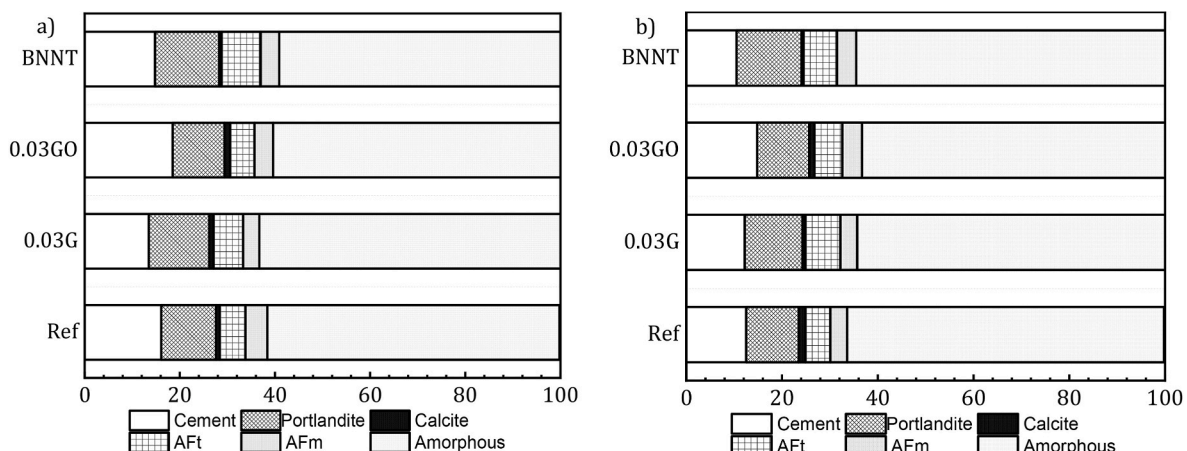 a)
BNNT
0.03GO
0.03G
Ref
0 20 40 60 80 100
Cement Portlandite Calcite
AFt AFm Amorphous
b)
BNNT
0.03GO
0.03G
Ref
0 20 40 60 80 100
Cement Portlandite Calcite
AFt AFm Amorphous